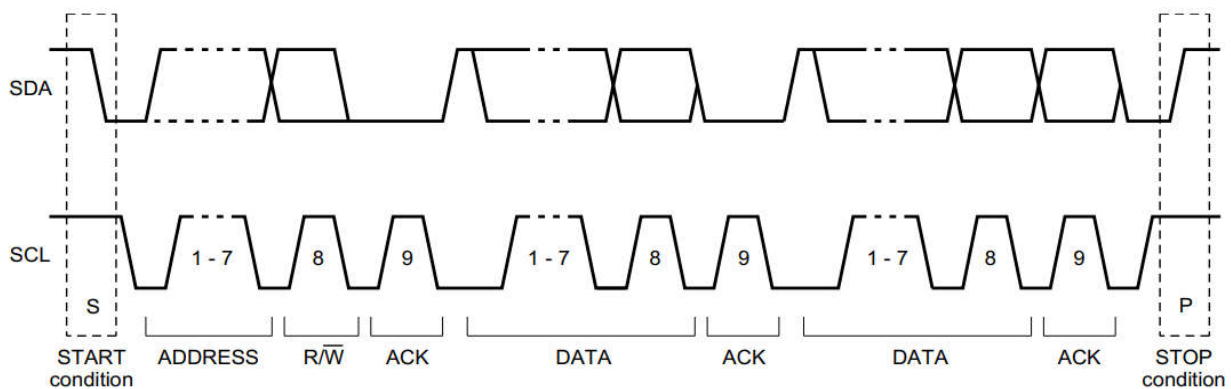 SDA
SCL
1 - 7
8
9
1 - 7
8
9
1 - 7
8
9
S
P
START
condition
ADDRESS
R/W̅
ACK
DATA
ACK
DATA
ACK
STOP
condition